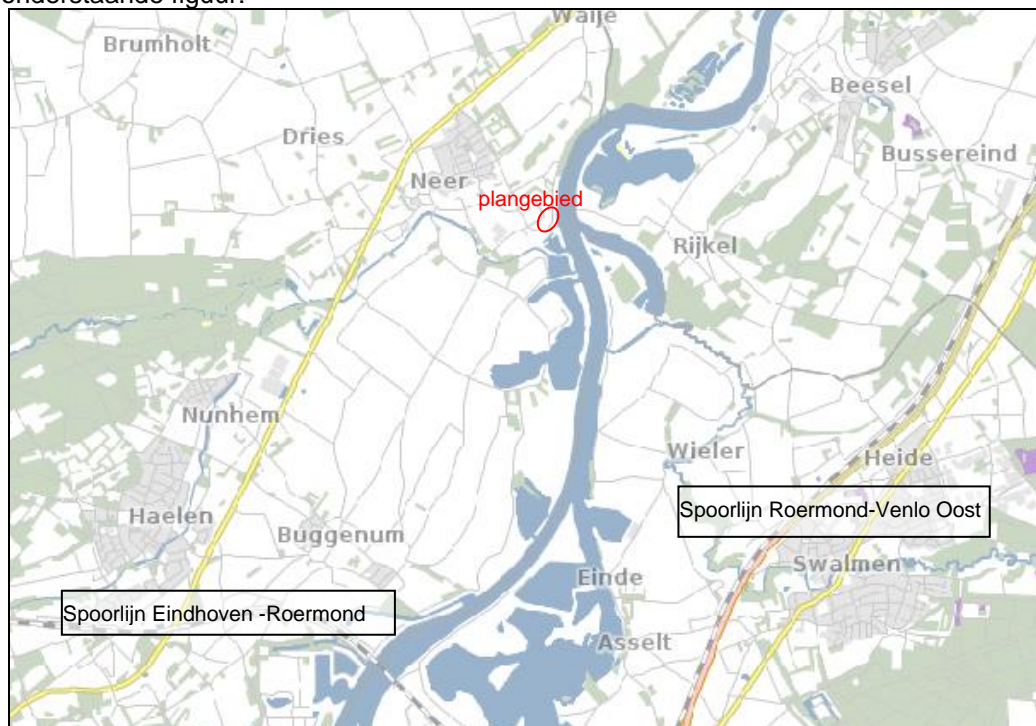 onderstaande figuur.
Waije
Brumholt
Beesel
Dries
Bussereind
Neer
plangebied
Rijkel
Nunhem
Wieler
Heide
Spoorlijn Roermond-Venlo Oost
Haelen
Buggenum
Swalmen
Einde
Spoorlijn Eindhoven -Roermond
Asselt